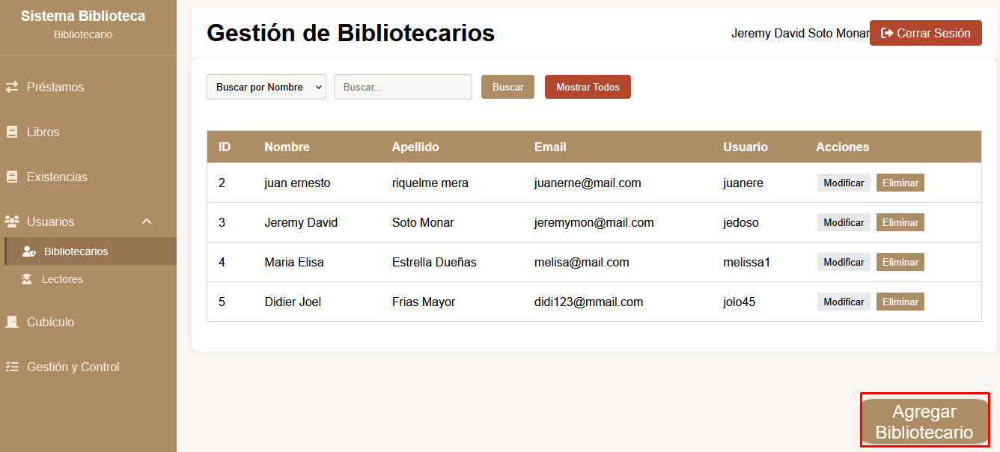 Sistema Biblioteca
Bibliotecario
Préstamos
Libros
Existencias
Usuarios
Bibliotecarios
Lectores
Cubículo
Gestión y Control
Gestión de Bibliotecarios
Jeremy David Soto Monar
Cerrar Sesión
Buscar por Nombre Buscar... Buscar Mostrar Todos
ID Nombre Apellido Email Usuario Acciones
2 juan ernesto riquelme mera juanerne@mail.com juanere Modificar Eliminar
3 Jeremy David Soto Monar jeremymon@mail.com jedoso Modificar Eliminar
4 Maria Elisa Estrella Dueñas melisa@mail.com melissa1 Modificar Eliminar
5 Didier Joel Frias Mayor didi123@mmail.com jolo45 Modificar Eliminar
Agregar
Bibliotecario